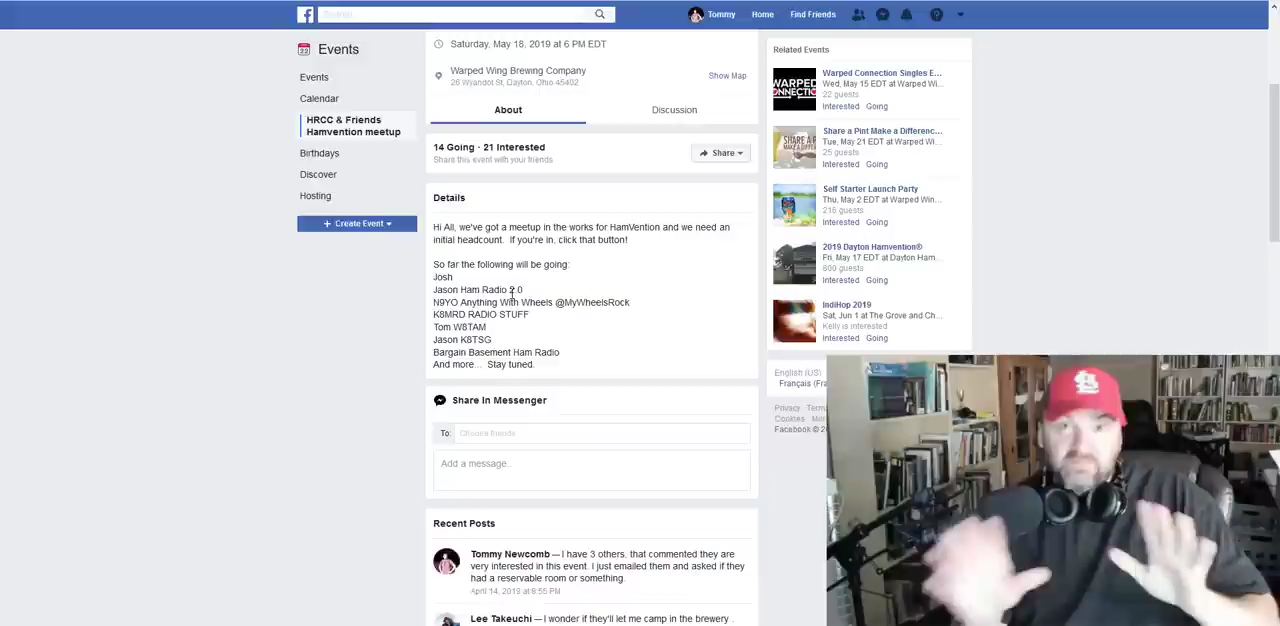 Search
Tommy
Home
Find Friends
Events
Events
Calendar
HRCC & Friends
Hamvention meetup
Birthdays
Discover
Hosting
+ Create Event
Saturday, May 18, 2019 at 6 PM EDT
Warped Wing Brewing Company
26 Wyandot St, Dayton, Ohio 45402
Show Map
About
Discussion
14 Going · 21 Interested
Share this event with your friends
Share
Details
Hi All, we've got a meetup in the works for HamVention and we need an
initial headcount. If you're in, click that button!
So far the following will be going:
Josh
Jason Ham Radio 2.0
N9YO Anything With Wheels @MyWheelsRock
K8MRD RADIO STUFF
Tom W8TAM
Jason K8TSG
Bargain Basement Ham Radio
And more... Stay tuned.
Share in Messenger
To:
Choose friends
Add a message..
Recent Posts
Tommy Newcomb — I have 3 others, that commented they are
very interested in this event. I just emailed them and asked if they
had a reservable room or something.
April 14, 2019 at 8:55 PM
Lee Takeuchi — I wonder if they'll let me camp in the brewery .
Related Events
WARPED
CONNECTION
Warped Connection Singles E...
Wed, May 15 EDT at Warped Wi...
22 guests
Interested Going
Share a Pint Make a Differenc...
Tue, May 21 EDT at Warped Wi...
25 guests
Interested Going
Self Starter Launch Party
Thu, May 2 EDT at Warped Win...
216 guests
Interested Going
2019 Dayton Hamvention®
Fri, May 17 EDT at Dayton Ham...
600 guests
Interested Going
IndiHop 2019
Sat, Jun 1 at The Grove and Ch...
Kelly is interested
Interested Going
English (US)
Français (Fra
Privacy Terms
Cookies
Facebook © 20